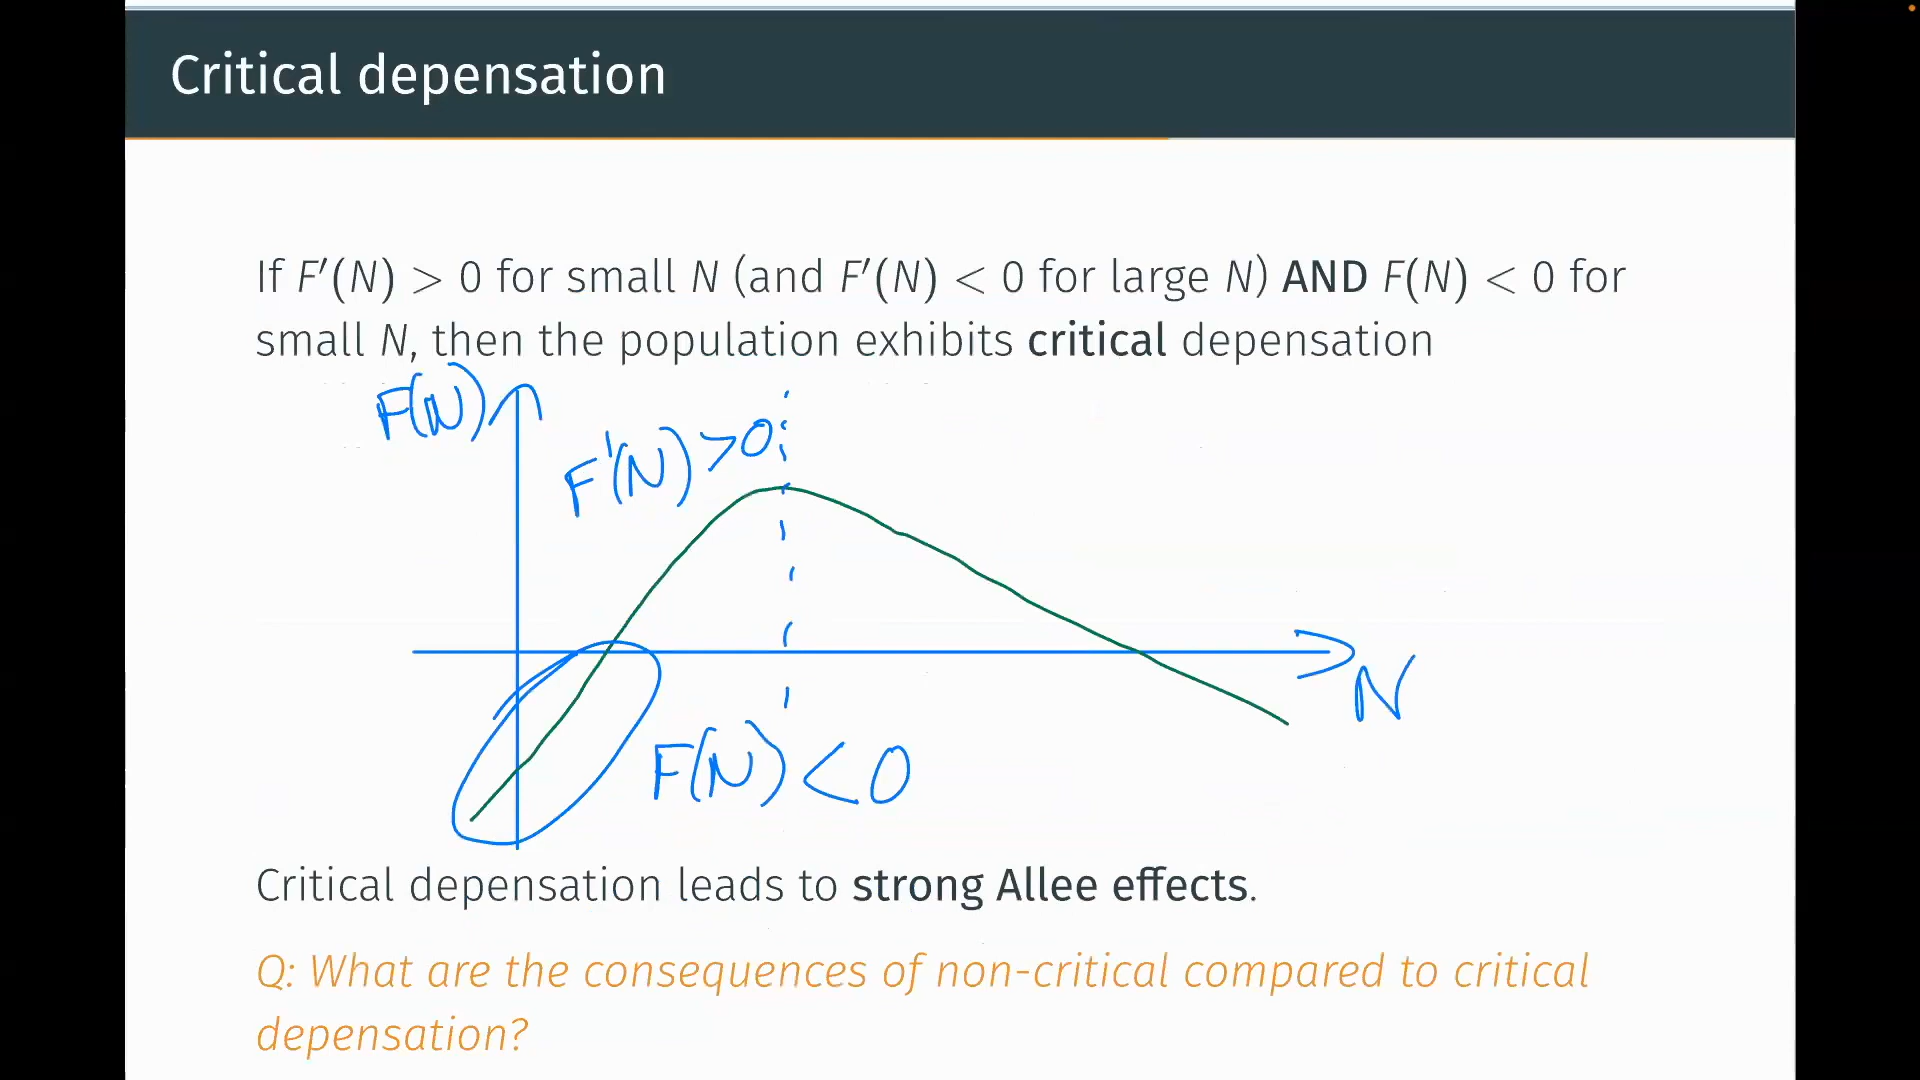 Critical depensation
If F′(N) > 0 for small N (and F′(N) < 0 for large N) AND F(N) < 0 for
small N, then the population exhibits critical depensation
F(N)
F'(N) >0
N
F(N) <0
Critical depensation leads to strong Allee effects.
Q: What are the consequences of non-critical compared to critical
depensation?